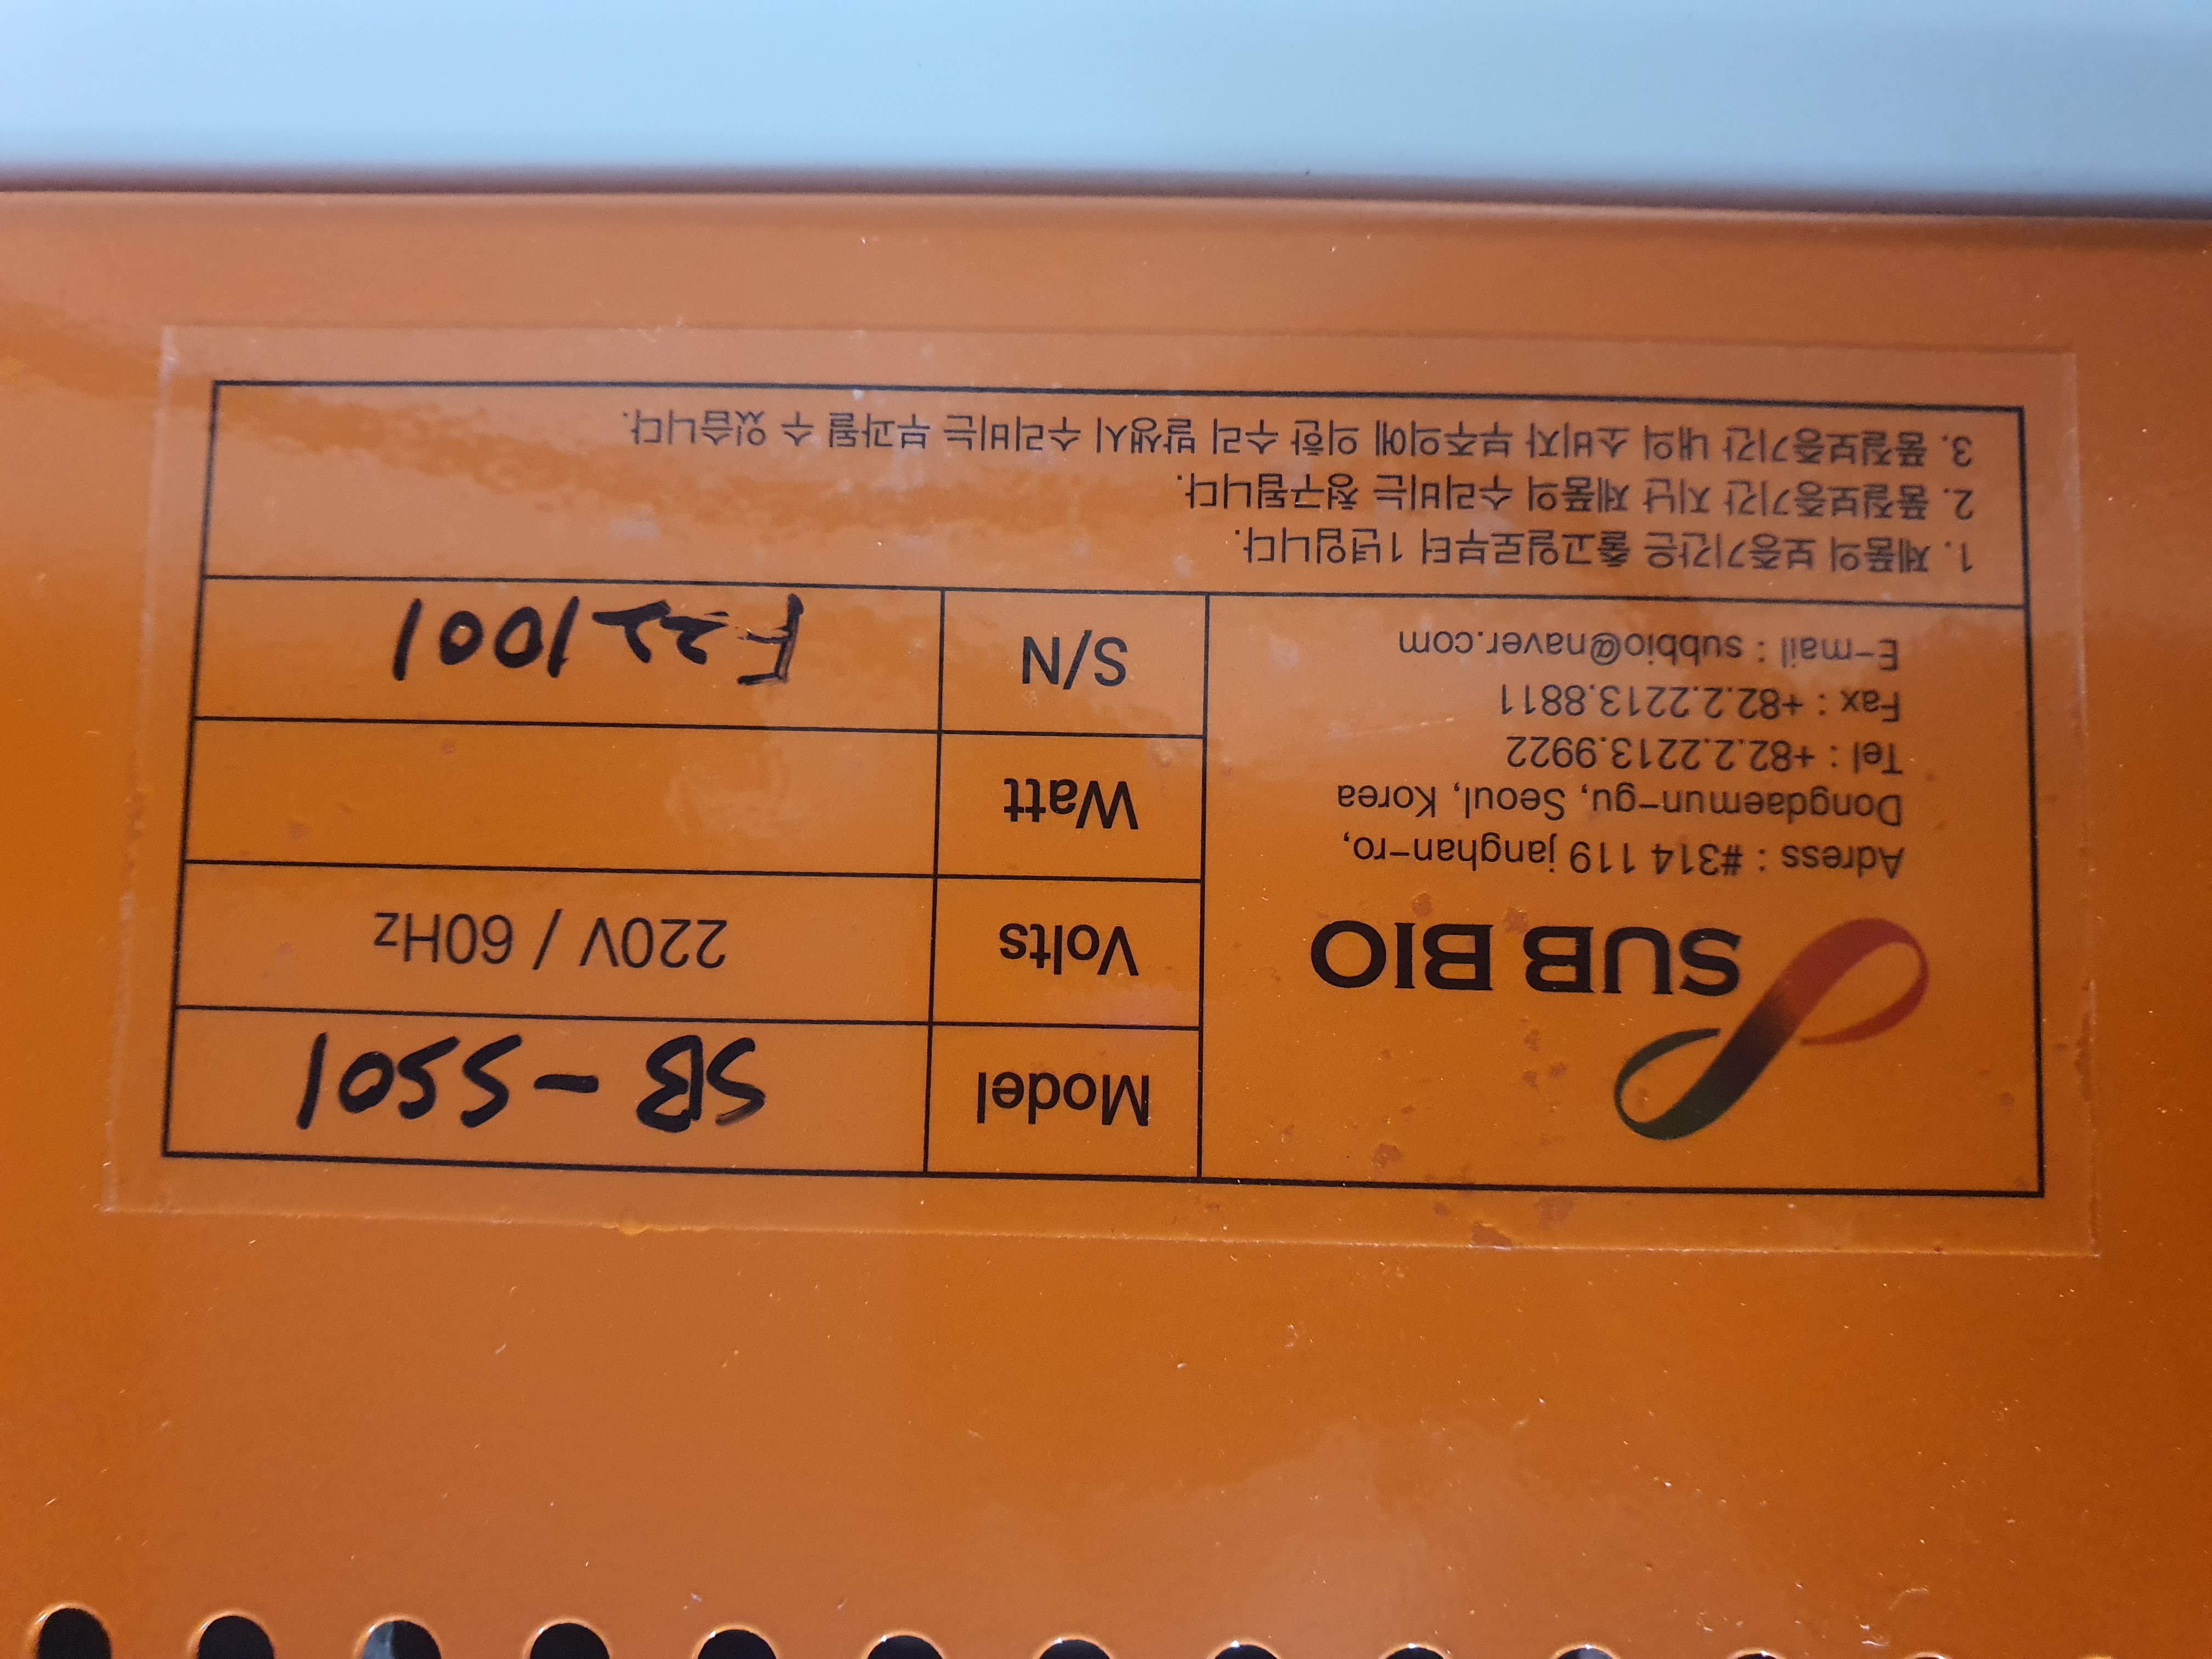 SUB BIO
Adress : #314 119 janghan-ro,
Dongdaemun-gu, Seoul, Korea
Tel : +82.2.2213.9922
Fax : +82.2.2213.8811
E-mail : subbio@naver.com
Model SB-5501
Volts 220V / 60Hz
Watt
S/N F221001
1. 제품의 보증기간은 출고일로부터 1년입니다.
2. 품질보증기간 지난 제품의 수리비는 청구됩니다.
3. 품질보증기간 내의 소비자 부주의에 의한 수리 발생시 수리비는 부과될 수 있습니다.